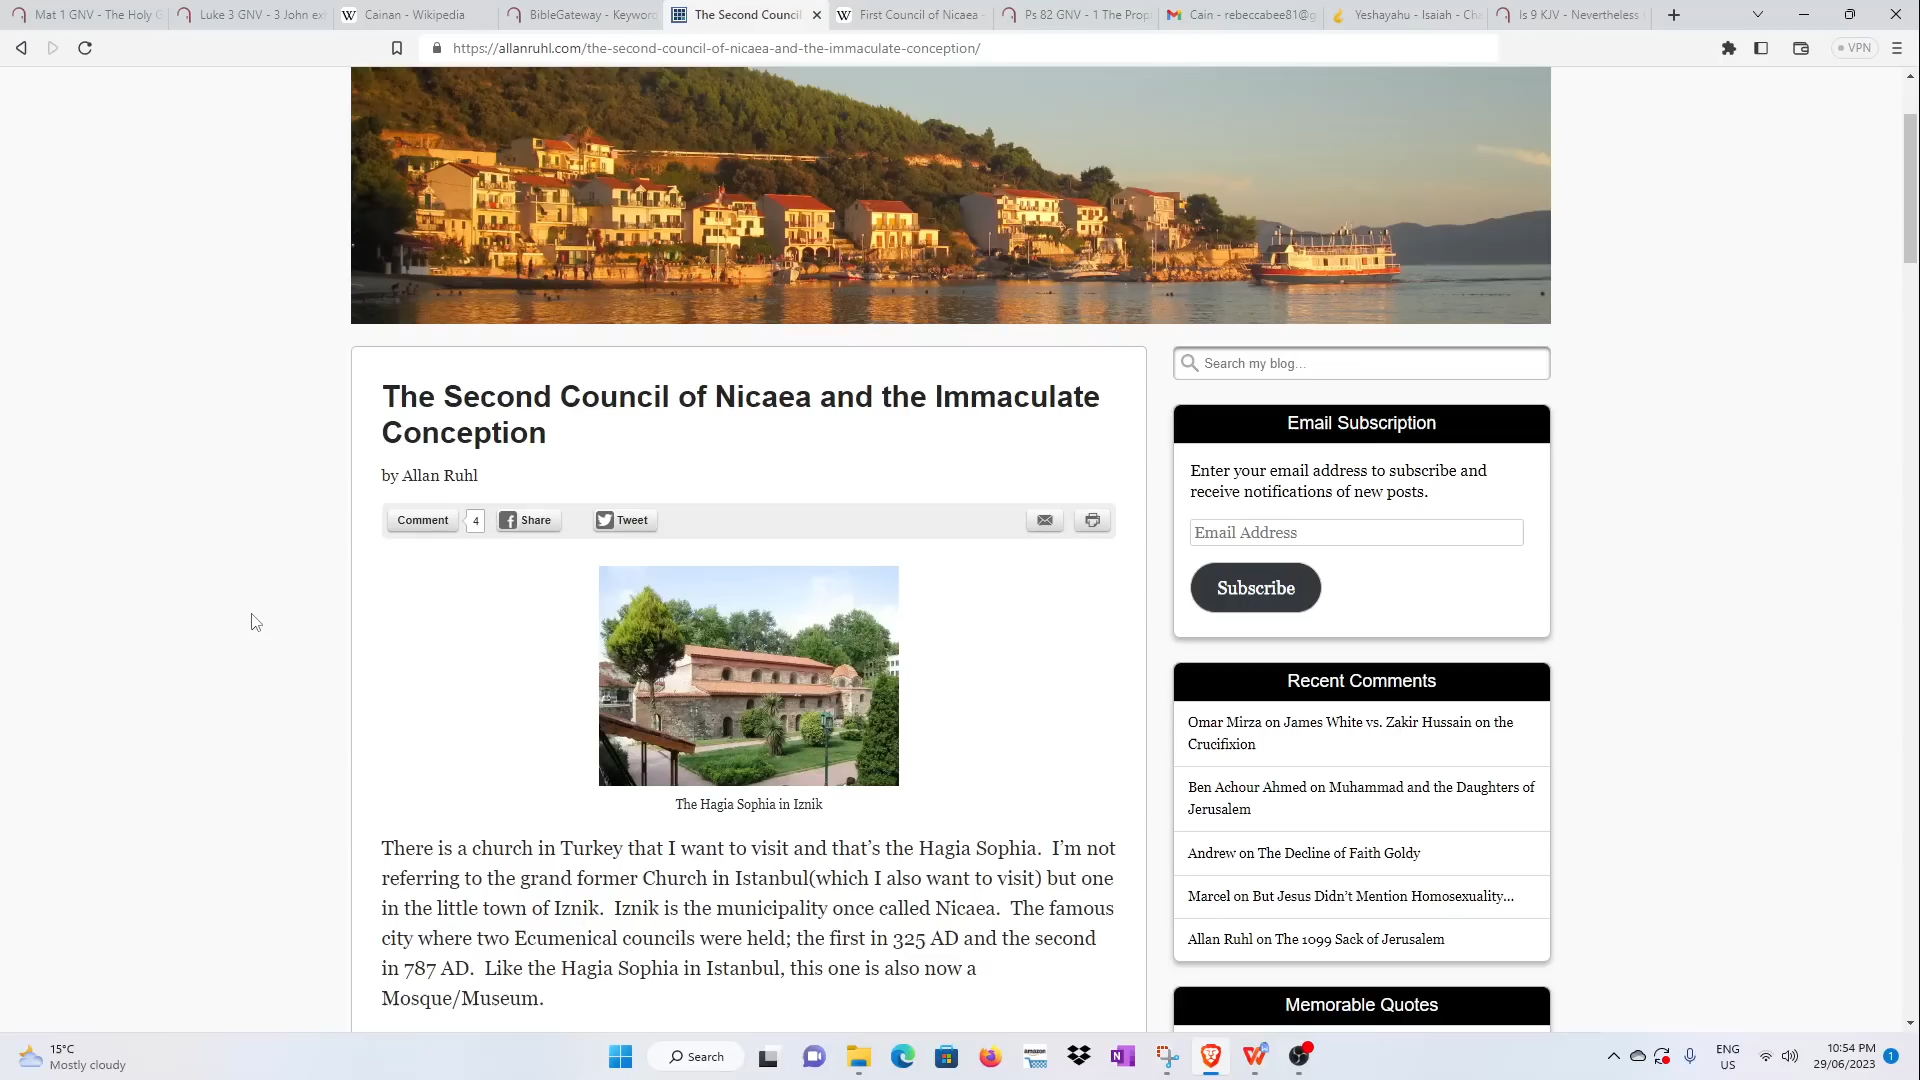 Mat 1 GNV - The Holy G
Luke 3 GNV - 3 John ex
Cainan - Wikipedia
BibleGateway - Keywor
The Second Council
First Council of Nicaea -
Ps 82 GNV - 1 The Prop
Cain - rebeccabee81@g
Yeshayahu - Isaiah - Cha
Is 9 KJV - Nevertheless
https://allanruhl.com/the-second-council-of-nicaea-and-the-immaculate-conception/
VPN
The Second Council of Nicaea and the Immaculate
Conception
by Allan Ruhl
Comment
4
Share
Tweet
The Hagia Sophia in Iznik
There is a church in Turkey that I want to visit and that’s the Hagia Sophia. I’m not
referring to the grand former Church in Istanbul(which I also want to visit) but one
in the little town of Iznik. Iznik is the municipality once called Nicaea. The famous
city where two Ecumenical councils were held; the first in 325 AD and the second
in 787 AD. Like the Hagia Sophia in Istanbul, this one is also now a
Mosque/Museum.
Search my blog...
Email Subscription
Enter your email address to subscribe and
receive notifications of new posts.
Email Address
Subscribe
Recent Comments
Omar Mirza on James White vs. Zakir Hussain on the
Crucifixion
Ben Achour Ahmed on Muhammad and the Daughters of
Jerusalem
Andrew on The Decline of Faith Goldy
Marcel on But Jesus Didn’t Mention Homosexuality…
Allan Ruhl on The 1099 Sack of Jerusalem
Memorable Quotes
15°C
Mostly cloudy
Search
amazon
ENG
US
10:54 PM
29/06/2023
1